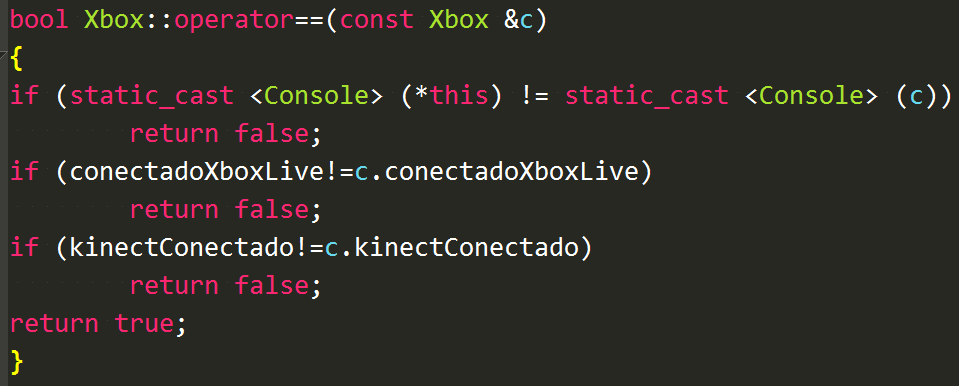 bool Xbox::operator==(const Xbox &c)
{
if (static_cast <Console> (*this) != static_cast <Console> (c))
return false;
if (conectadoXboxLive!=c.conectadoXboxLive)
return false;
if (kinectConectado!=c.kinectConectado)
return false;
return true;
}